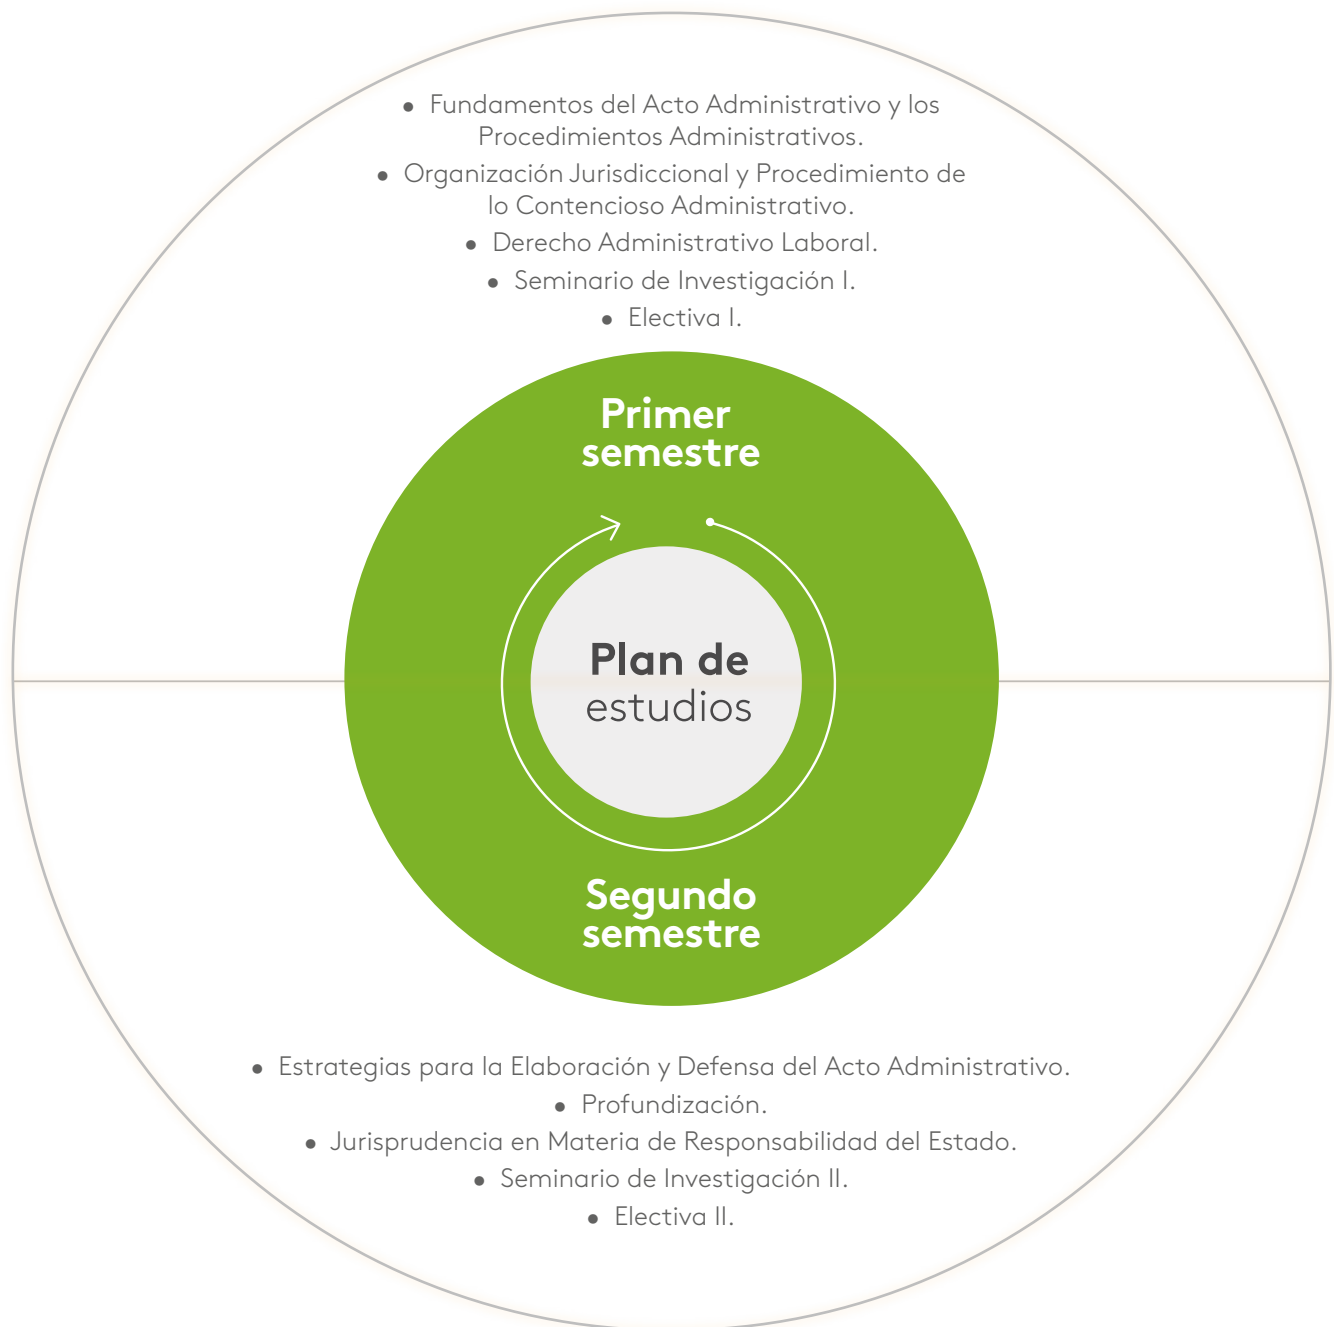 • Fundamentos del Acto Administrativo y los
Procedimientos Administrativos.
• Organización Jurisdiccional y Procedimiento de
lo Contencioso Administrativo.
• Derecho Administrativo Laboral.
• Seminario de Investigación I.
• Electiva I.
Primer
semestre
Plan de
estudios
Segundo
semestre
• Estrategias para la Elaboración y Defensa del Acto Administrativo.
• Profundización.
• Jurisprudencia en Materia de Responsabilidad del Estado.
• Seminario de Investigación II.
• Electiva II.